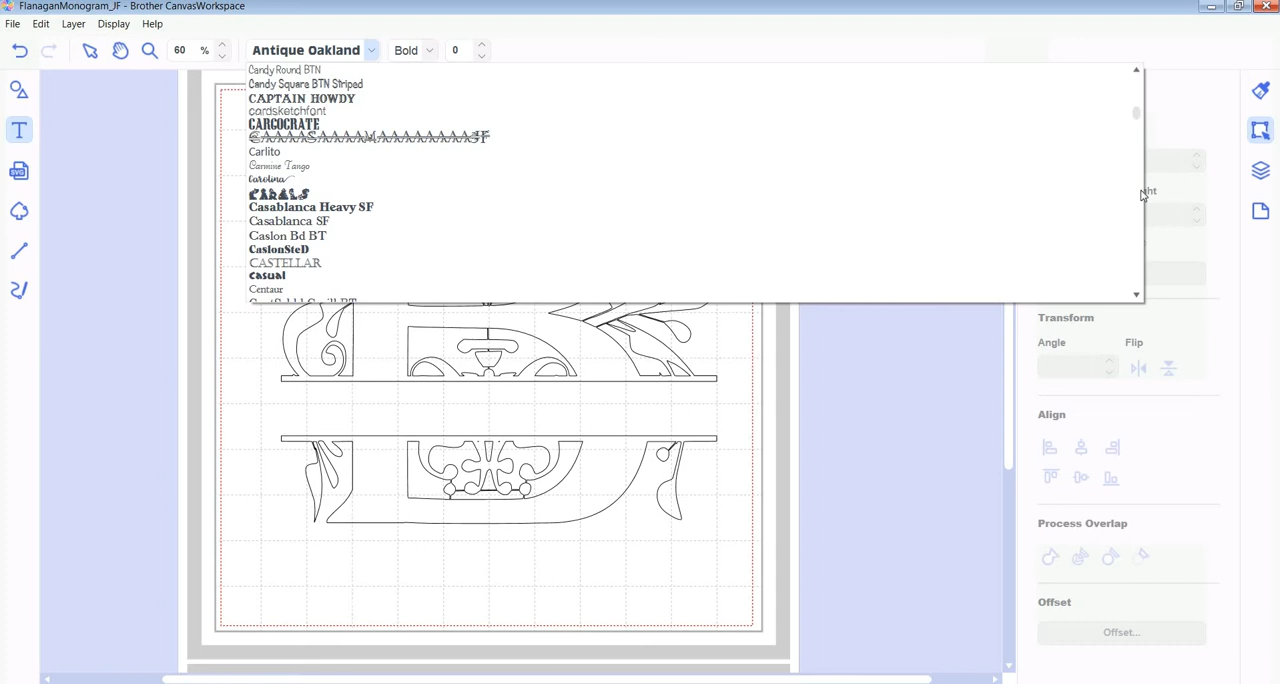 FlanaganMonogram_JF - Brother CanvasWorkspace
File Edit Layer Display Help
60 % Antique Oakland Bold 0
Candy Round BTN
Candy Square BTN Striped
CAPTAIN HOWDY
cardsketchfont
CARGOCRATE
Carlito
Carmine Tango
Carolina
CARALS
Casablanca Heavy SF
Casablanca SF
Caslon Bd BT
CaslonSteD
CASTELLAR
Casual
Centaur
SVG
ht
Transform
Angle Flip
Align
Process Overlap
Offset
Offset...